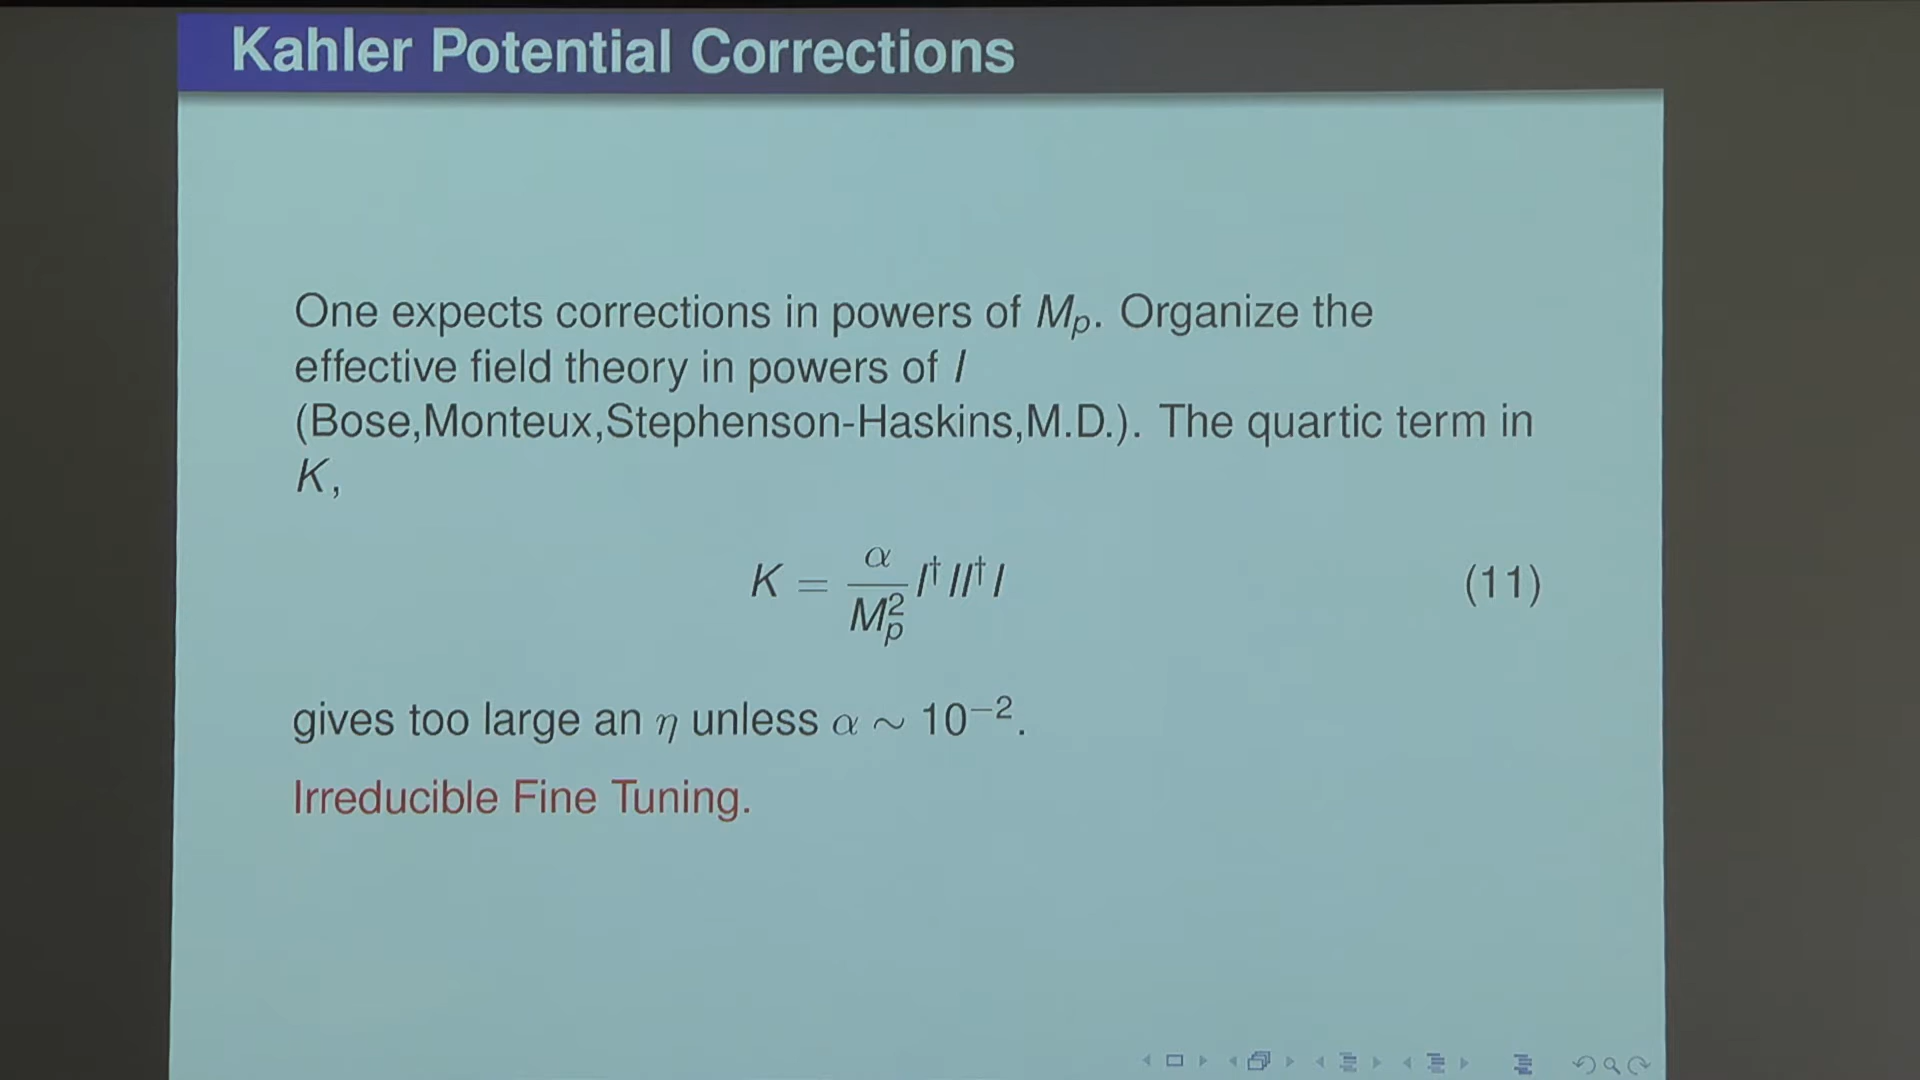 Kahler Potential Corrections
One expects corrections in powers of M_p. Organize the
effective field theory in powers of I
(Bose,Monteux,Stephenson-Haskins,M.D.). The quartic term in
K,
K = \frac{α}{M_p^2} I^† I I^† I (11)
gives too large an η unless α ∼ 10^{−2}.
Irreducible Fine Tuning.